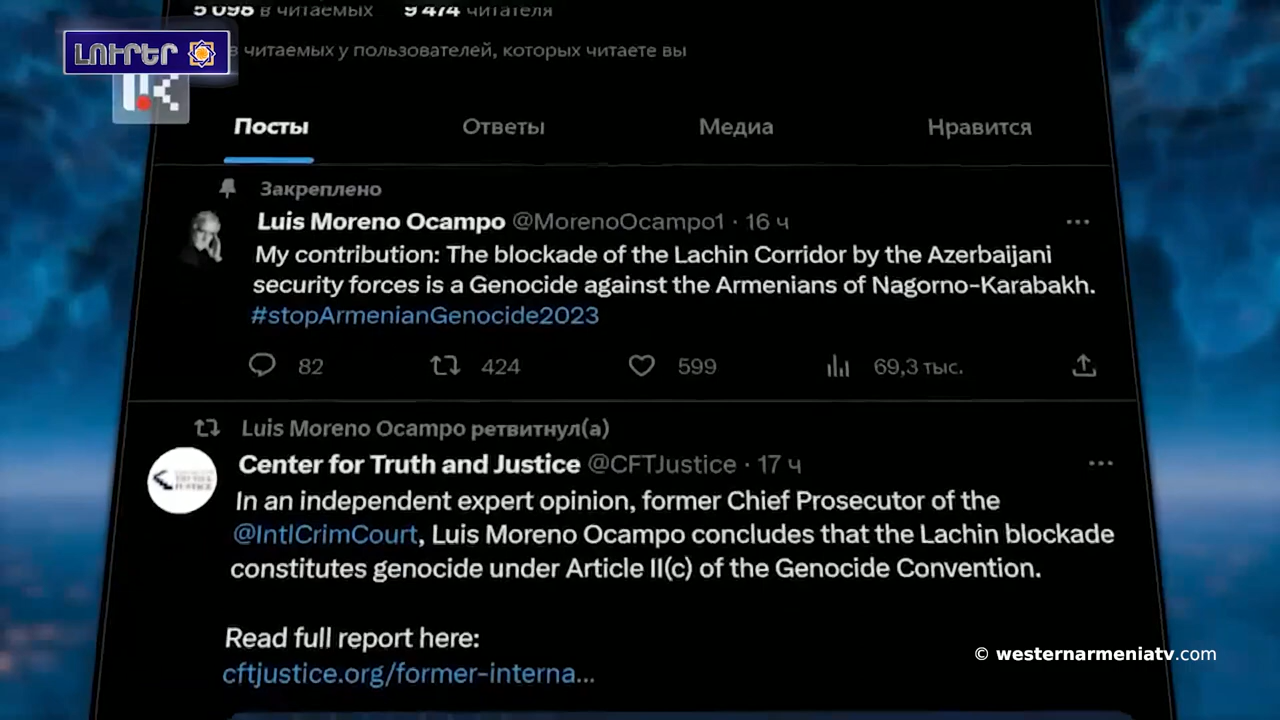 5 098 в читаемых 9 474 читателя
в читаемых у пользователей, которых читаете вы
ԼՈՒՐԵՐ
Посты Ответы Медиа Нравится
Закреплено
Luis Moreno Ocampo @MorenoOcampo1 · 16 ч
My contribution: The blockade of the Lachin Corridor by the Azerbaijani
security forces is a Genocide against the Armenians of Nagorno-Karabakh.
#stopArmenianGenocide2023
82 424 599 69,3 тыс.
Luis Moreno Ocampo ретвитнул(а)
Center for Truth and Justice @CFTJustice · 17 ч
In an independent expert opinion, former Chief Prosecutor of the
@IntlCrimCourt, Luis Moreno Ocampo concludes that the Lachin blockade
constitutes genocide under Article II(c) of the Genocide Convention.
Read full report here:
cftjustice.org/former-interna...
© westernarmeniatv.com